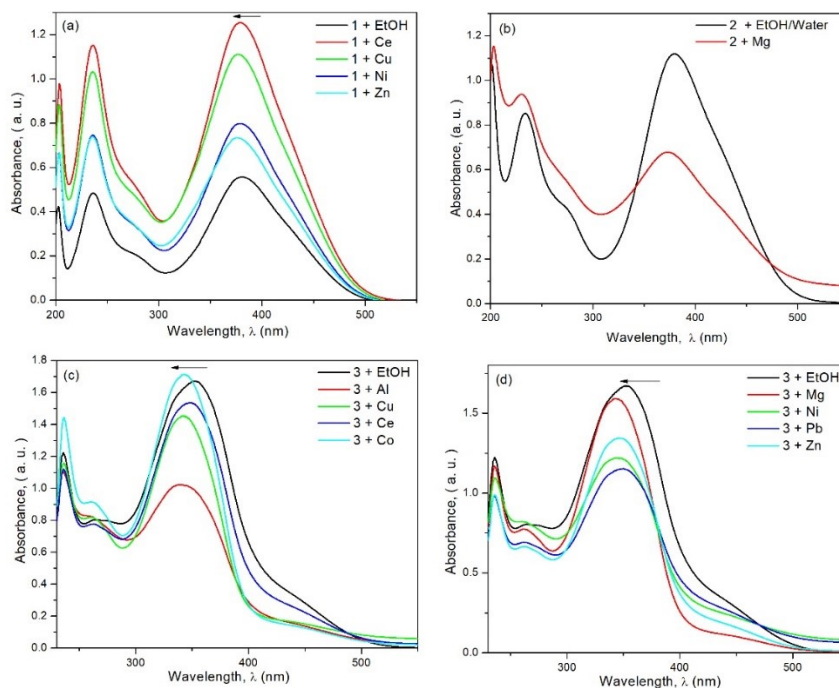 (a)
1 + EtOH
1 + Ce
1 + Cu
1 + Ni
1 + Zn
Absorbance, ( a. u.)
1.2
1.0
0.8
0.6
0.4
0.2
0.0
200 300 400 500
Wavelength, λ (nm)
(b)
2 + EtOH/Water
2 + Mg
Absorbance, ( a. u. )
1.2
1.0
0.8
0.6
0.4
0.2
0.0
200 300 400 500
Wavelength, λ (nm)
(c)
3 + EtOH
3 + Al
3 + Cu
3 + Ce
3 + Co
Absorbance, ( a. u. )
1.8
1.6
1.4
1.2
1.0
0.8
0.6
0.4
0.2
0.0
300 400 500
Wavelength, λ (nm)
(d)
3 + EtOH
3 + Mg
3 + Ni
3 + Pb
3 + Zn
Absorbance, ( a. u. )
1.5
1.0
0.5
0.0
300 400 500
Wavelength, λ (nm)